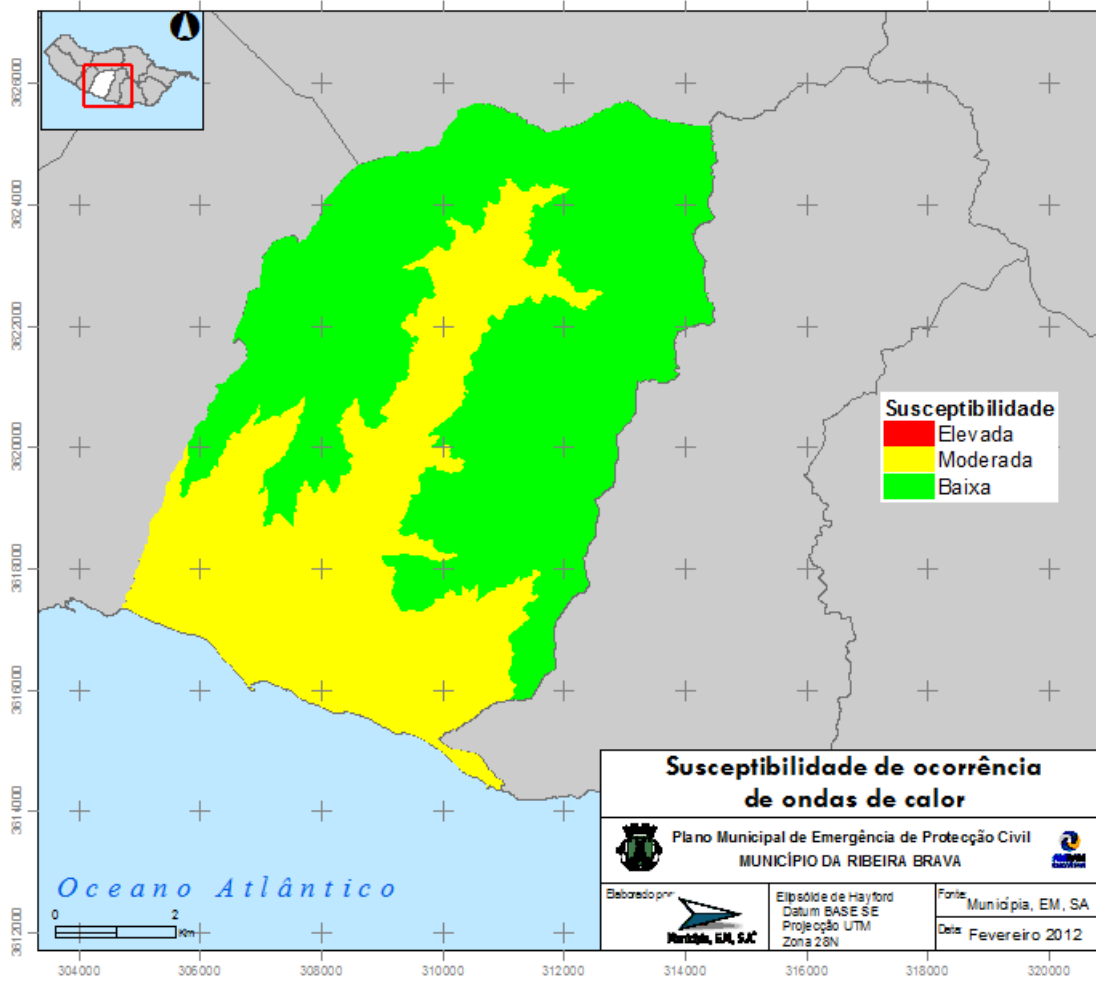 3626000
3624000
3622000
3620000
3618000
3616000
3614000
3612000
Susceptibilidade
Elevada
Moderada
Baixa
Oceano Atlântico
0 2
Km
Susceptibilidade de ocorrência
de ondas de calor
Plano Municipal de Emergência de Protecção Civil
MUNICÍPIO DA RIBEIRA BRAVA
Elaborado por:
Município, EM, S.A.
Elipsóide de Hayford
Datum BASE SE
Projecção UTM
Zona 28N
Fonte:
Municípia, EM, SA
Data: Fevereiro 2012
304000 306000 308000 310000 312000 314000 316000 318000 320000